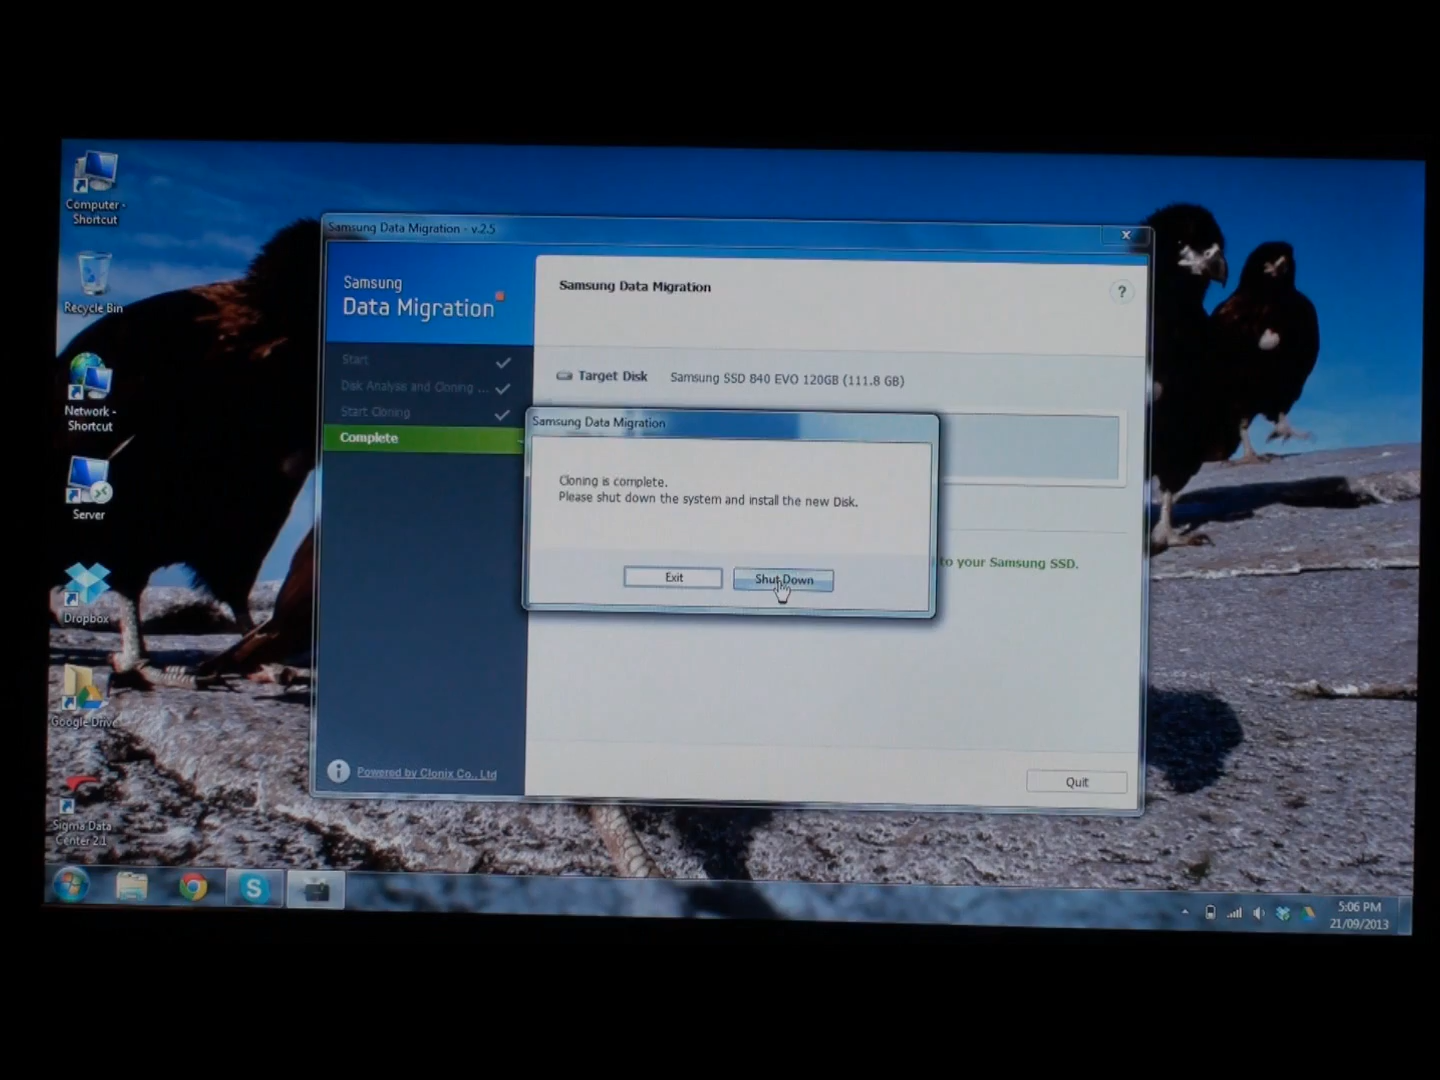 Computer -
Shortcut
Recycle Bin
Network -
Shortcut
Server
Dropbox
Google Drive
Sigma Data
Center 2.1
Samsung Data Migration - v.2.5
x
Samsung
Data Migration
Start
Disk Analysis and Cloning ...
Start Cloning
Complete
Powered by Clonix Co., Ltd
Samsung Data Migration
?
Target Disk Samsung SSD 840 EVO 120GB (111.8 GB)
Samsung Data Migration
Cloning is complete.
Please shut down the system and install the new Disk.
Exit
Shut Down
to your Samsung SSD.
Quit
S
5:06 PM
21/09/2013